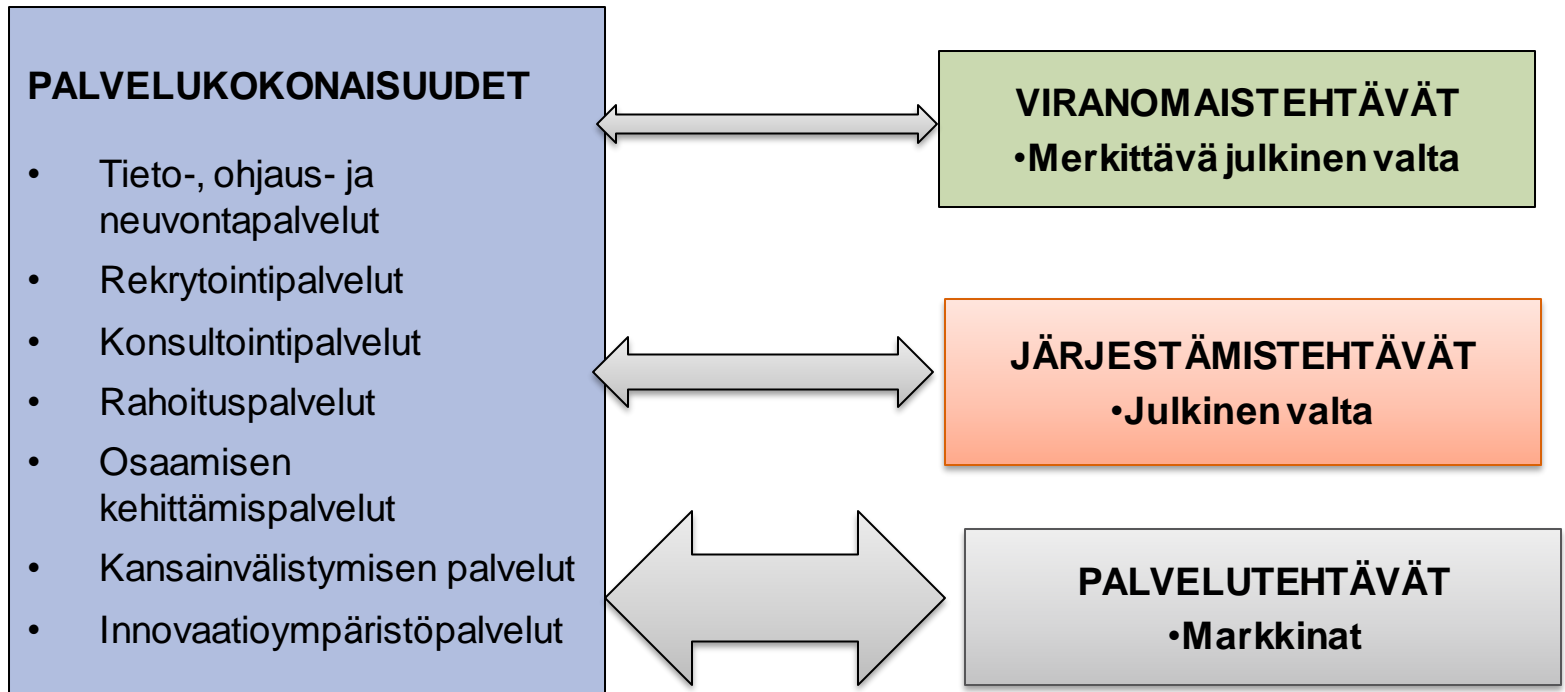 PALVELUKOKONAISUUDET
• Tieto-, ohjaus- ja
neuvontapalvelut
• Rekrytointipalvelut
• Konsultointipalvelut
• Rahoituspalvelut
• Osaamisen
kehittämispalvelut
• Kansainvälistymisen palvelut
• Innovaatioympäristöpalvelut
VIRANOMAISTEHTÄVÄT
•Merkittävä julkinen valta
JÄRJESTÄMISTEHTÄVÄT
•Julkinen valta
PALVELUTEHTÄVÄT
•Markkinat